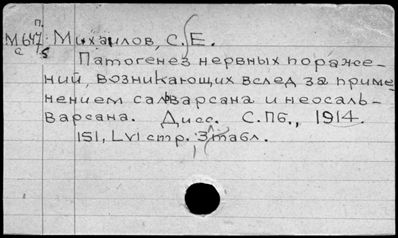 п.
М647 Михайлов, С. Е.
с 15
Патогенез нервных пораже-
ний, возникающих вслед за приме-
нением сальварсана и неосаль-
варсана. Дисс. С.Пб., 1914.
151, LVI стр. 3 табл.